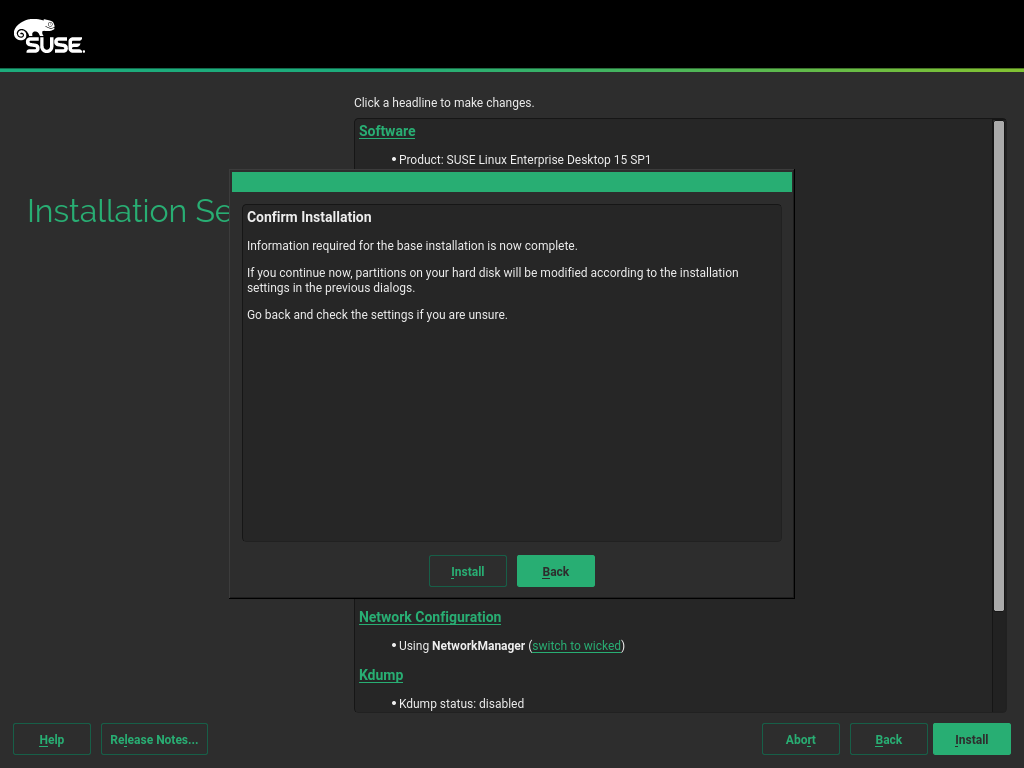 SUSE.
Click a headline to make changes.
Software
• Product: SUSE Linux Enterprise Desktop 15 SP1
Installation Se
Confirm Installation
Information required for the base installation is now complete.
If you continue now, partitions on your hard disk will be modified according to the installation
settings in the previous dialogs.
Go back and check the settings if you are unsure.
Install Back
Network Configuration
• Using NetworkManager (switch to wicked)
Kdump
• Kdump status: disabled
Help Release Notes... Abort Back Install